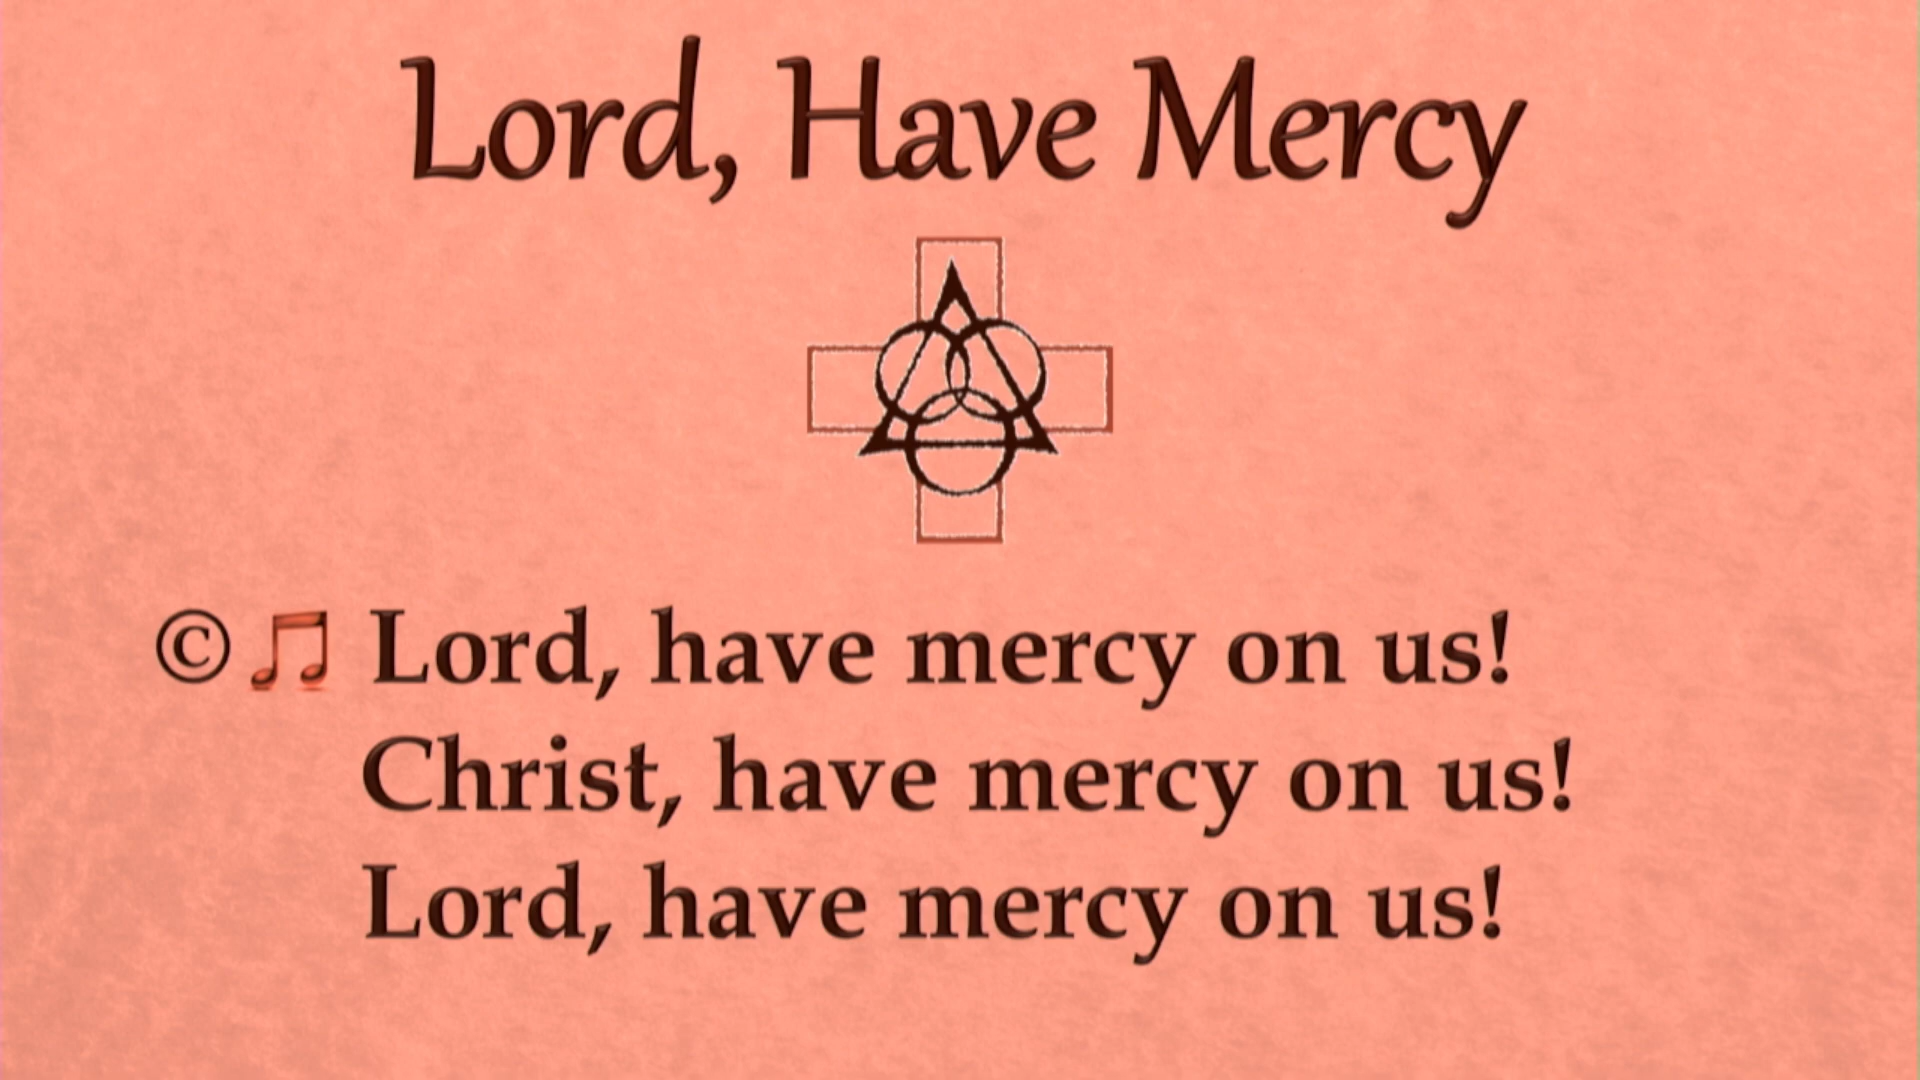 Lord, Have Mercy
©♫ Lord, have mercy on us!
Christ, have mercy on us!
Lord, have mercy on us!